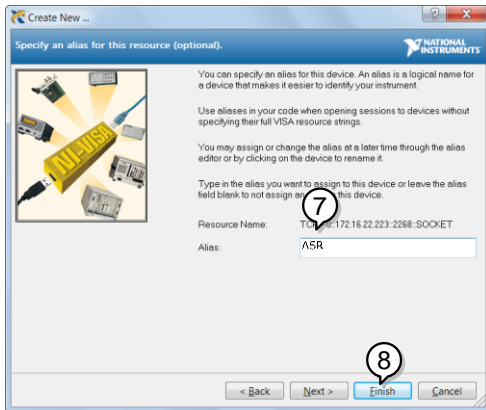 Create New ...
Specify an alias for this resource (optional).
NATIONAL
INSTRUMENTS
You can specify an alias for this device. An alias is a logical name for
a device that makes it easier to identify your instrument.
Use aliases in your code when opening sessions to devices without
specifying their full VISA resource strings.
You may assign or change the alias at a later time through the alias
editor or by clicking on the device to rename it.
Type in the alias you want to assign to this device or leave the alias
field blank to not assign an this device.
7
Resource Name: 172.16.22.223::2268::SOCKET
Alias: ASR
NI-VISA
8
< Back Next > Finish Cancel